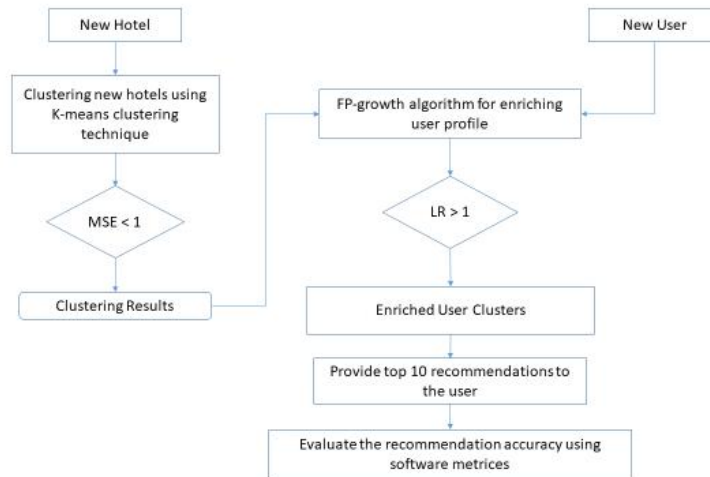 New Hotel
New User
Clustering new hotels using
K-means clustering
technique
FP-growth algorithm for enriching
user profile
MSE < 1
LR > 1
Clustering Results
Enriched User Clusters
Provide top 10 recommendations to
the user
Evaluate the recommendation accuracy using
software metrices